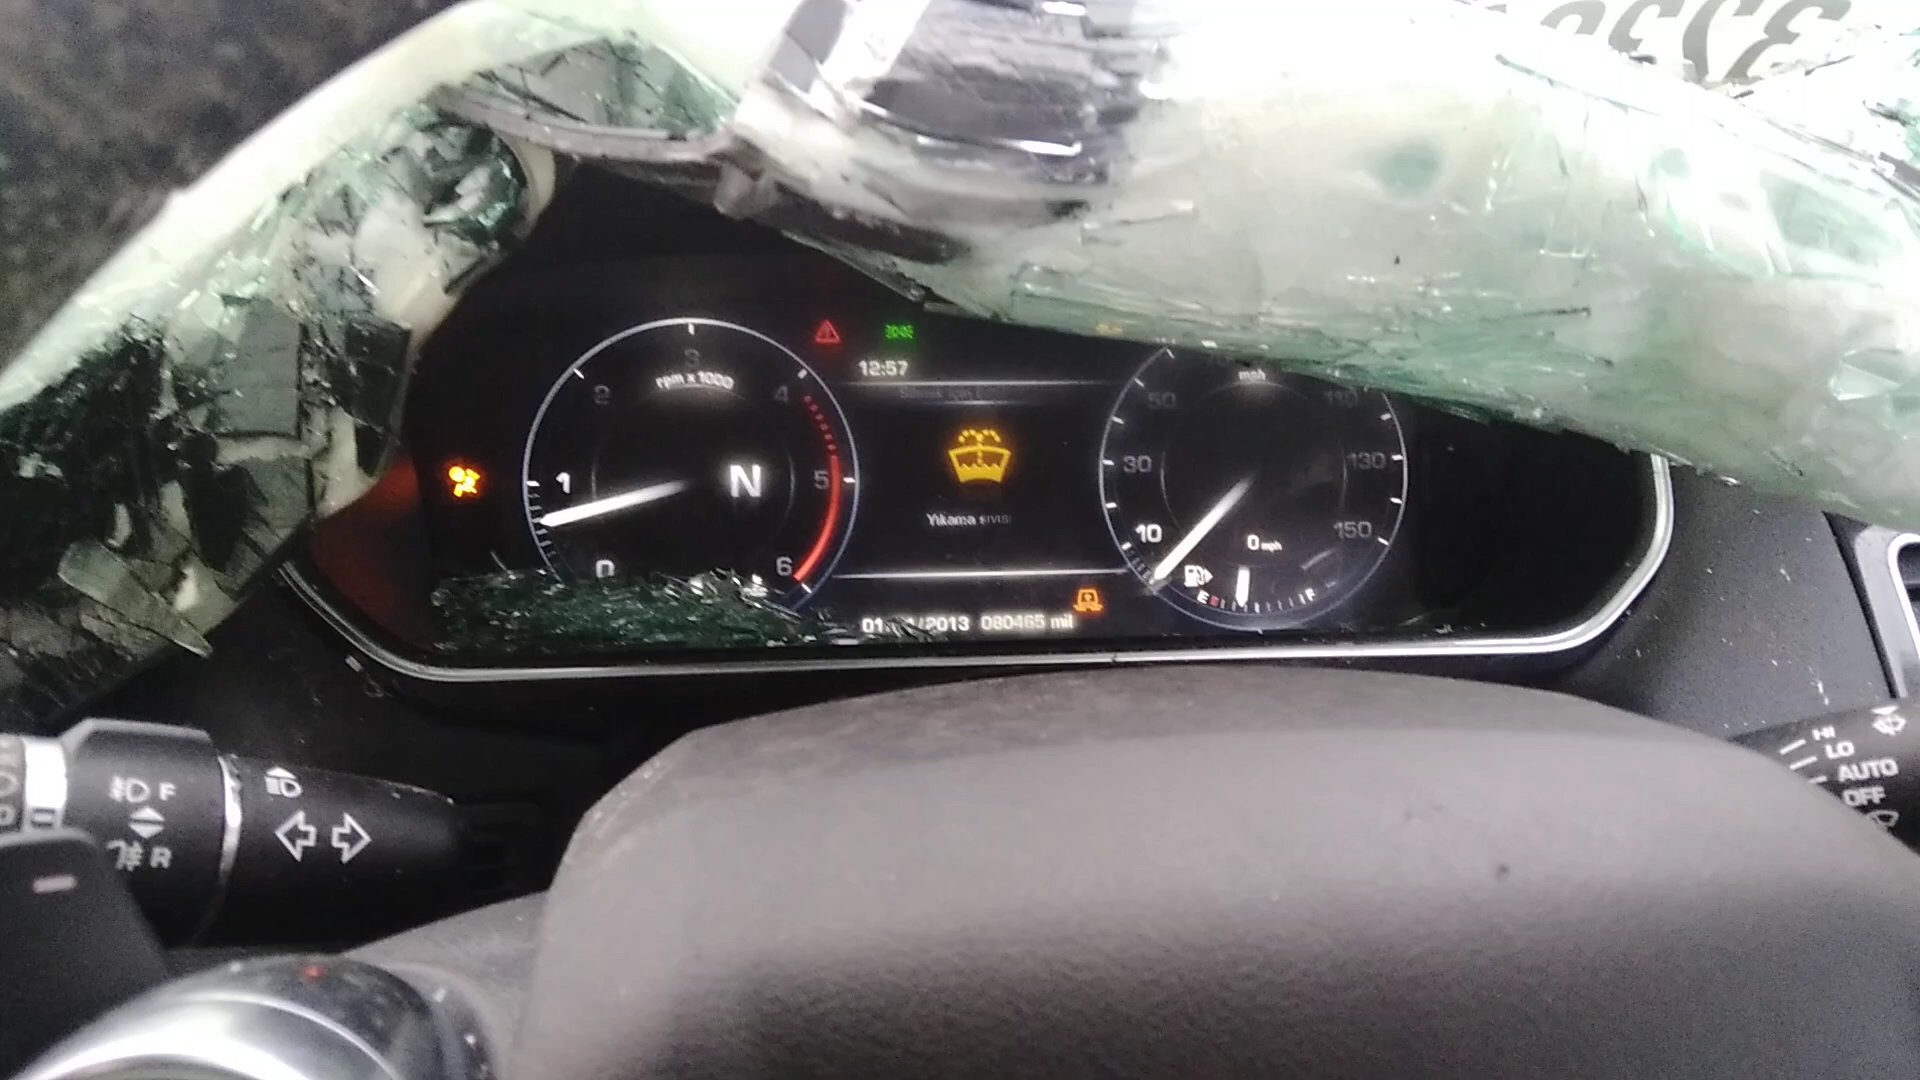 3
2
rpm x 1000
4
1
N
5
0
6
12:57
Yıkama sıvısı
mph
50
110
30
130
10
150
0 mph
E
F
2013 080465 mil
F
R
HI
LO
AUTO
OFF